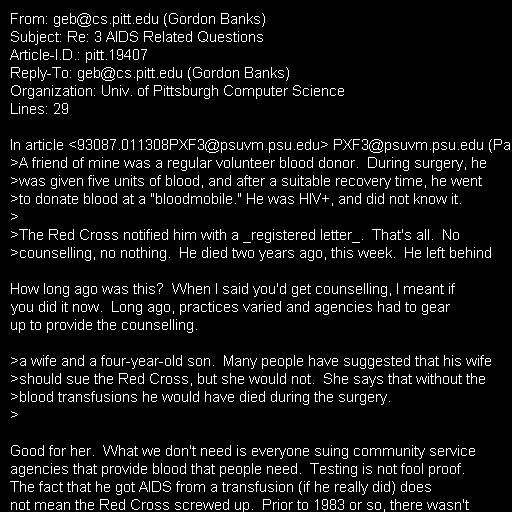 From: geb@cs.pitt.edu (Gordon Banks)
Subject: Re: 3 AIDS Related Questions
Article-I.D.: pitt.19407
Reply-To: geb@cs.pitt.edu (Gordon Banks)
Organization: Univ. of Pittsburgh Computer Science
Lines: 29

In article <93087.011308PXF3@psuvm.psu.edu> PXF3@psuvm.psu.edu (Pa
>A friend of mine was a regular volunteer blood donor.  During surgery, he
>was given five units of blood, and after a suitable recovery time, he went
>to donate blood at a "bloodmobile." He was HIV+, and did not know it.
>
>The Red Cross notified him with a _registered letter_.  That's all.  No
>counselling, no nothing.  He died two years ago, this week.  He left behind

How long ago was this?  When I said you'd get counselling, I meant if
you did it now.  Long ago, practices varied and agencies had to gear
up to provide the counselling.

>a wife and a four-year-old son.  Many people have suggested that his wife
>should sue the Red Cross, but she would not.  She says that without the
>blood transfusions he would have died during the surgery.
>

Good for her.  What we don't need is everyone suing community service
agencies that provide blood that people need.  Testing is not fool proof.
The fact that he got AIDS from a transfusion (if he really did) does
not mean the Red Cross screwed up.  Prior to 1983 or so, there wasn't